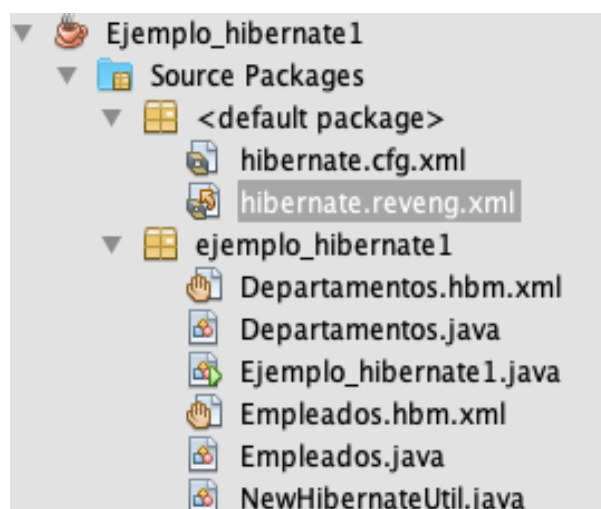 Ejemplo_hibernate1
Source Packages
<default package>
hibernate.cfg.xml
hibernate.reveng.xml
ejemplo_hibernate1
Departamentos.hbm.xml
Departamentos.java
Ejemplo_hibernate1.java
Empleados.hbm.xml
Empleados.java
NewHibernateUtil.java